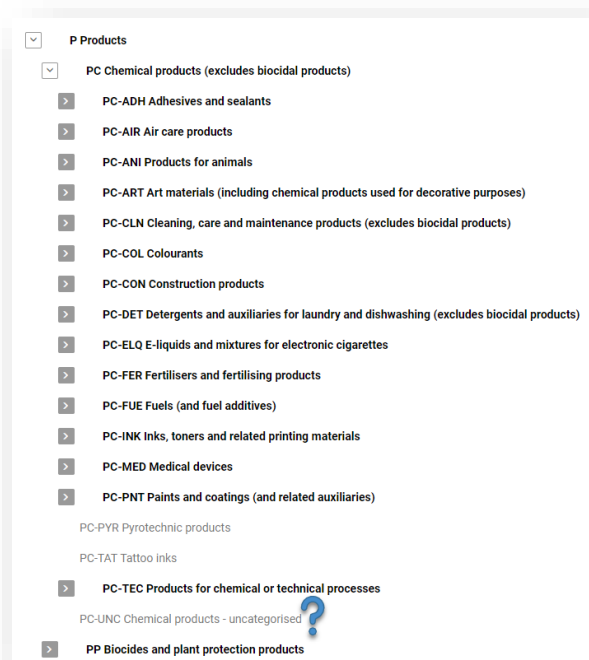 P Products
PC Chemical products (excludes biocidal products)
PC-ADH Adhesives and sealants
PC-AIR Air care products
PC-ANI Products for animals
PC-ART Art materials (including chemical products used for decorative purposes)
PC-CLN Cleaning, care and maintenance products (excludes biocidal products)
PC-COL Colourants
PC-CON Construction products
PC-DET Detergents and auxiliaries for laundry and dishwashing (excludes biocidal products)
PC-ELQ E-liquids and mixtures for electronic cigarettes
PC-FER Fertilisers and fertilising products
PC-FUE Fuels (and fuel additives)
PC-INK Inks, toners and related printing materials
PC-MED Medical devices
PC-PNT Paints and coatings (and related auxiliaries)
PC-PYR Pyrotechnic products
PC-TAT Tattoo inks
PC-TEC Products for chemical or technical processes
PC-UNC Chemical products - uncategorised ?
PP Biocides and plant protection products